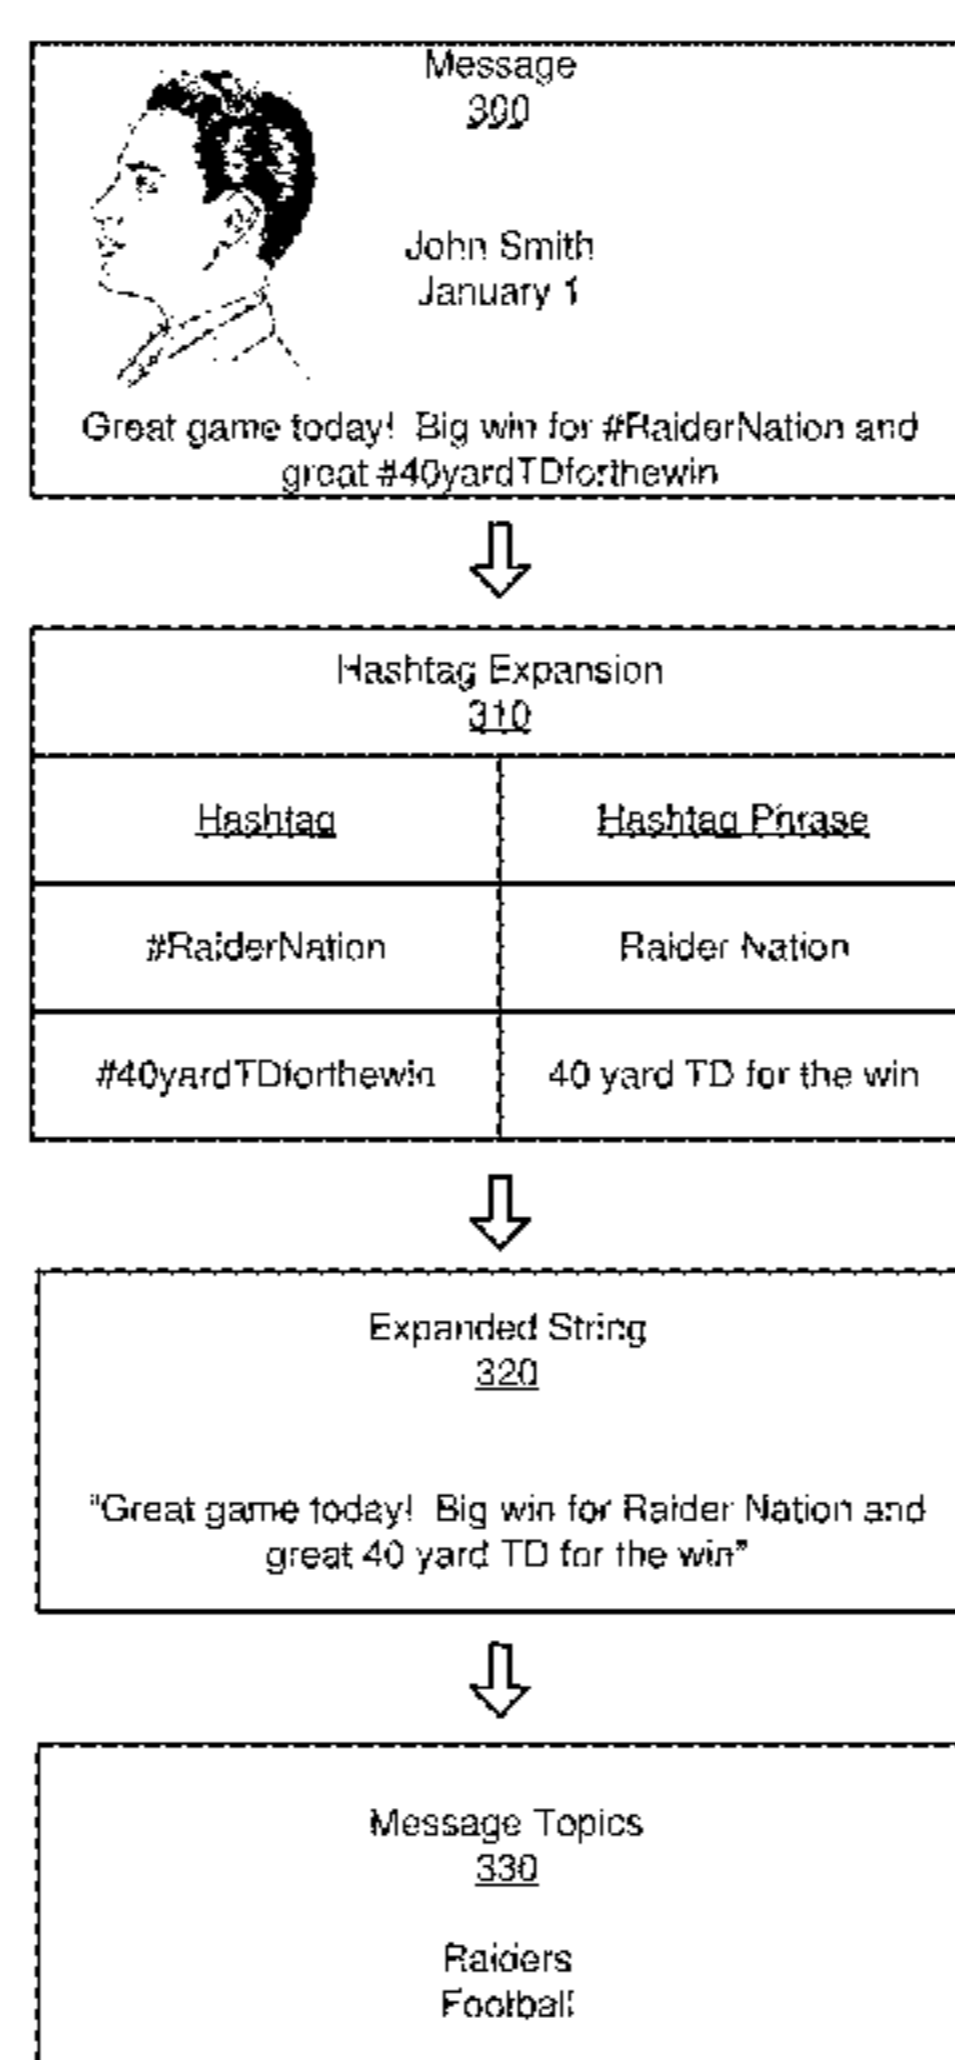 Message
300
John Smith
January 1
Great game today!  Big win for #RaiderNation and
great #40yardTDforthewin
Hashtag Expansion
310
Hashtag
Hashtag Phrase
#RaiderNation
Raider Nation
#40yardTDforthewin
40 yard TD for the win
Expanded String
320
"Great game today!  Big win for Raider Nation and
great 40 yard TD for the win"
Message Topics
330
Raiders
Football